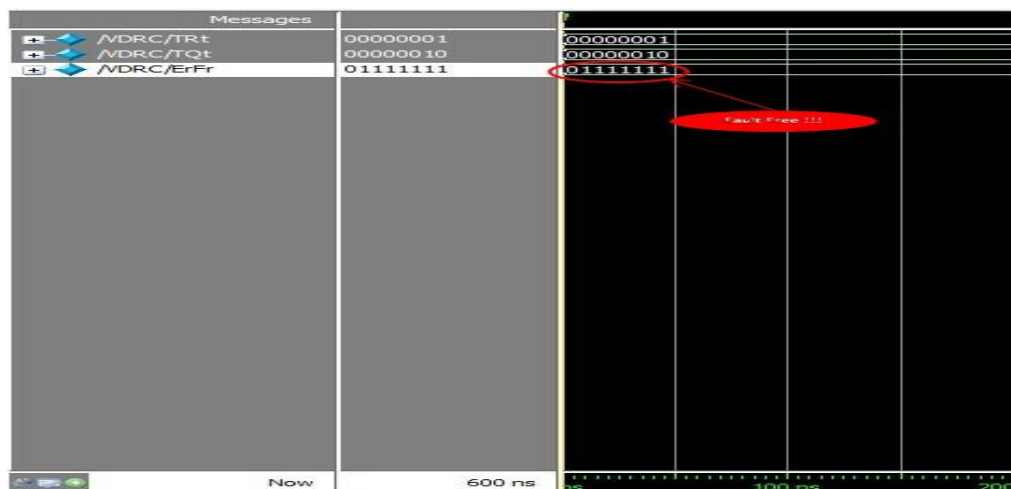 Messages
/VDRC/TRt 00000001 00000001
/VDRC/TQt 00000010 00000010
/VDRC/ErFr 01111111 01111111
Fault Free !!!
Now 600 ns
100 ns
200